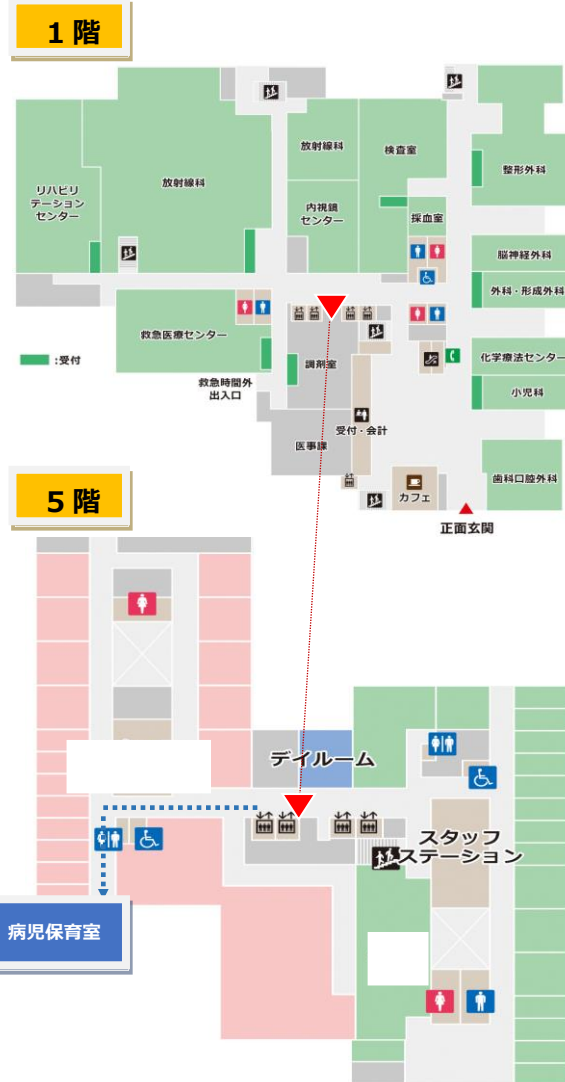 1 階
放射線科
検査室
整形外科
放射線科
リハビリ
テーション
センター
内視鏡
センター
採血室
脳神経外科
外科・形成外科
救急医療センター
:受付
調剤室
化学療法センター
救急時間外
出入口
小児科
受付・会計
医事課
歯科口腔外科
カフェ
正面玄関
5 階
デイルーム
スタッフ
ステーション
病児保育室